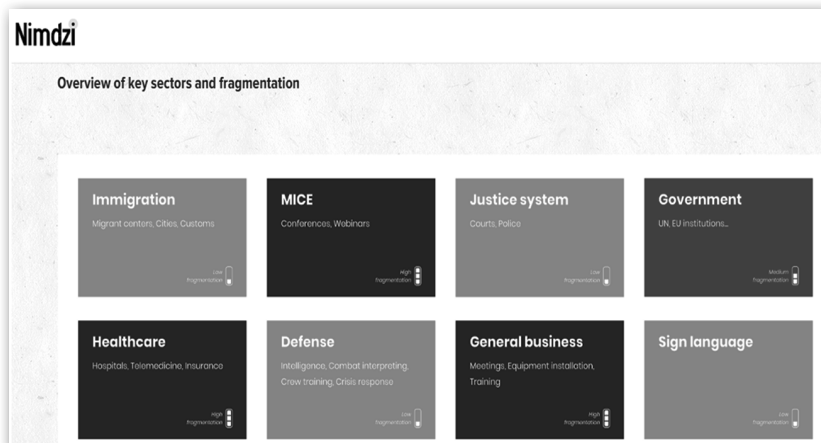 Nimdzi
Overview of key sectors and fragmentation
Immigration
Migrant centers, Cities, Customs
Low
fragmentation
MICE
Conferences, Webinars
High
fragmentation
Justice system
Courts, Police
Low
fragmentation
Government
UN, EU institutions...
Medium
fragmentation
Healthcare
Hospitals, Telemedicine, Insurance
High
fragmentation
Defense
Intelligence, Combat interpreting,
Crew training, Crisis response
Low
fragmentation
General business
Meetings, Equipment installation,
Training
High
fragmentation
Sign language
Low
fragmentation